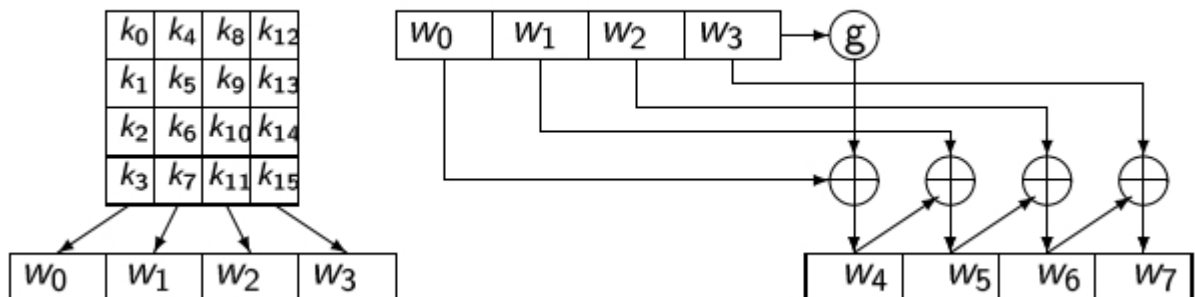 k₀ k₄ k₈ k₁₂
k₁ k₅ k₉ k₁₃
k₂ k₆ k₁₀ k₁₄
k₃ k₇ k₁₁ k₁₅
w₀ w₁ w₂ w₃
w₀ w₁ w₂ w₃ g
w₄ w₅ w₆ w₇